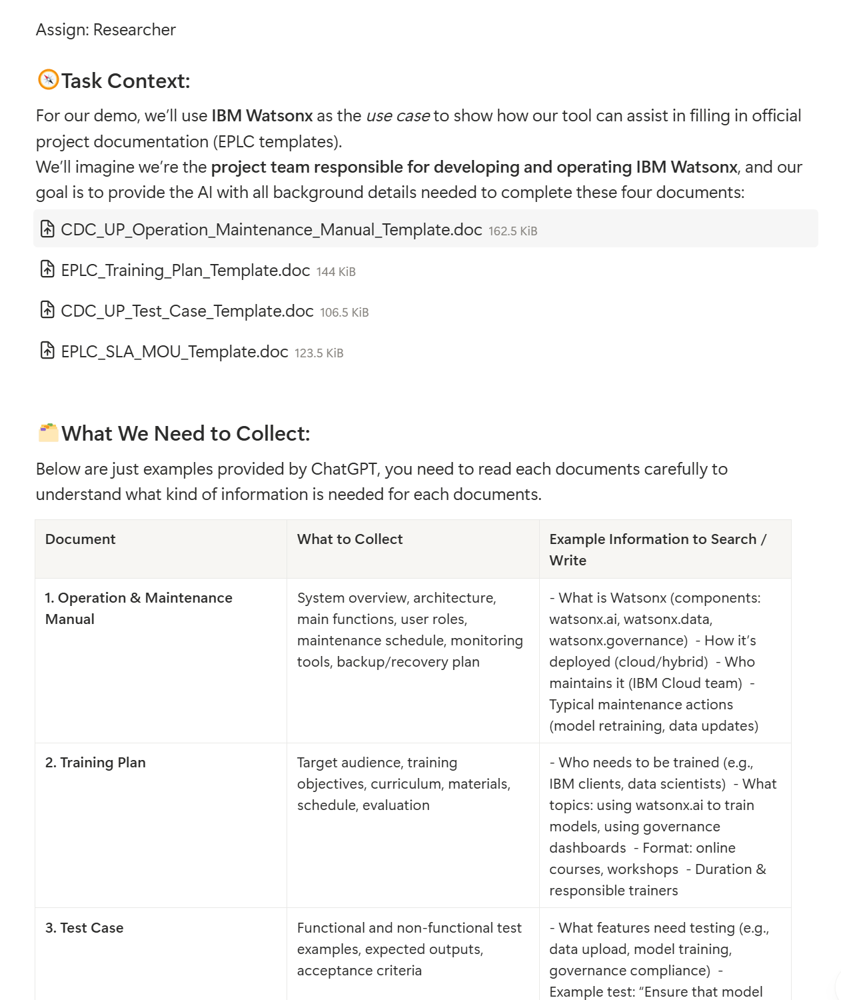 Assign: Researcher
Task Context:
For our demo, we’ll use IBM Watsonx as the use case to show how our tool can assist in filling in official
project documentation (EPLC templates).
We’ll imagine we’re the project team responsible for developing and operating IBM Watsonx, and our
goal is to provide the AI with all background details needed to complete these four documents:
CDC_UP_Operation_Maintenance_Manual_Template.doc 162.5 KiB
EPLC_Training_Plan_Template.doc 144 KiB
CDC_UP_Test_Case_Template.doc 106.5 KiB
EPLC_SLA_MOU_Template.doc 123.5 KiB
What We Need to Collect:
Below are just examples provided by ChatGPT, you need to read each documents carefully to
understand what kind of information is needed for each documents.
Document
What to Collect
Example Information to Search /
Write
1. Operation & Maintenance
Manual
System overview, architecture,
main functions, user roles,
maintenance schedule, monitoring
tools, backup/recovery plan
- What is Watsonx (components:
watsonx.ai, watsonx.data,
watsonx.governance) - How it’s
deployed (cloud/hybrid) - Who
maintains it (IBM Cloud team) -
Typical maintenance actions
(model retraining, data updates)
2. Training Plan
Target audience, training
objectives, curriculum, materials,
schedule, evaluation
- Who needs to be trained (e.g.,
IBM clients, data scientists) - What
topics: using watsonx.ai to train
models, using governance
dashboards - Format: online
courses, workshops - Duration &
responsible trainers
3. Test Case
Functional and non-functional test
examples, expected outputs,
acceptance criteria
- What features need testing (e.g.,
data upload, model training,
governance compliance) -
Example test: “Ensure that model